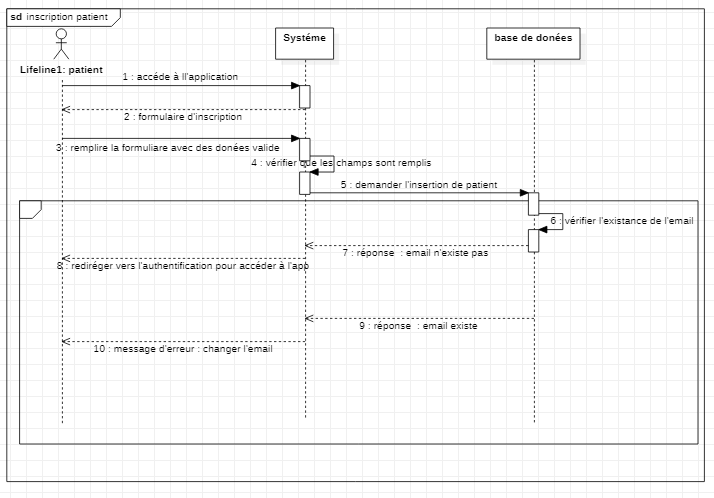 sd inscription patient
Systéme
base de donées
Lifeline1: patient
1 : accéde à l'application
2 : formulaire d'inscription
3 : remplire la formuliare avec des donées valide
4 : vérifier que les champs sont remplis
5 : demander l'insertion de patient
6 : vérifier l'existance de l'email
7 : réponse : email n'existe pas
8 : rediréger vers l'authentification pour accéder à l'app
9 : réponse : email existe
10 : message d'erreur : changer l'email